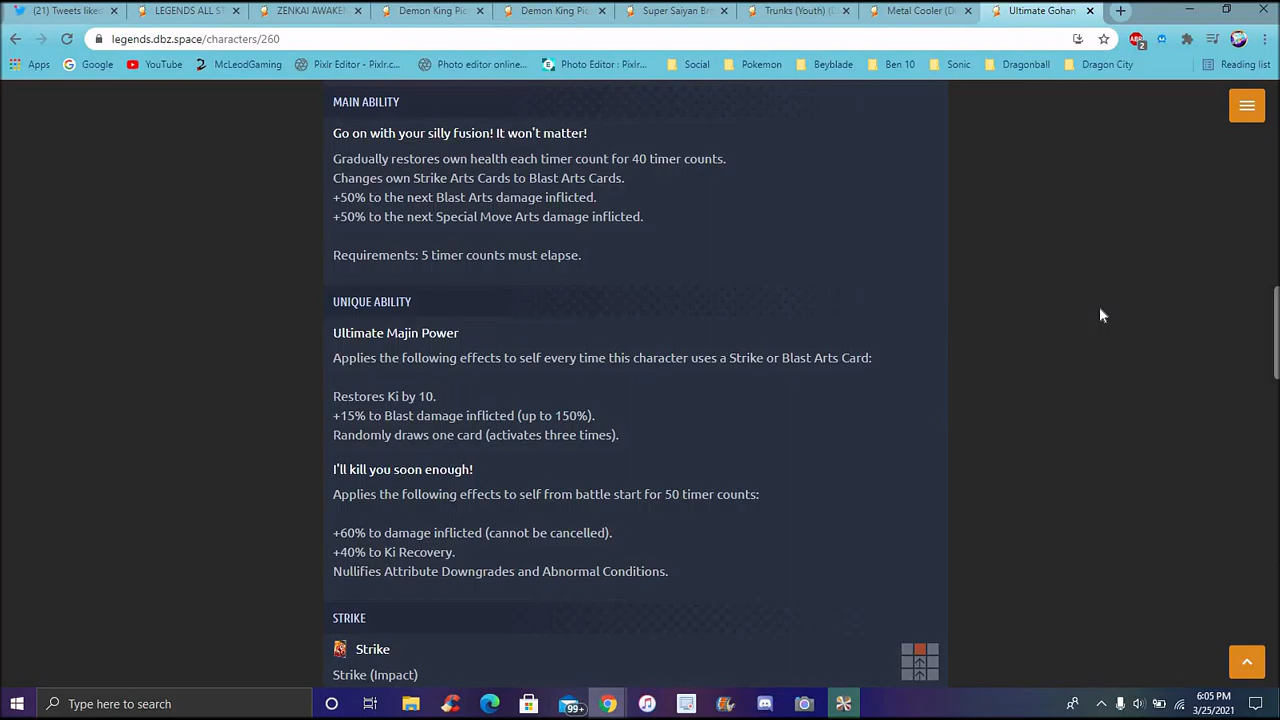 (21) Tweets liked
LEGENDS ALL ST
ZENKAI AWAKEN
Demon King Pic
Demon King Pic
Super Saiyan Bro
Trunks (Youth) (
Metal Cooler (D
Ultimate Gohan
legends.dbz.space/characters/260
ABP
2
Apps
Google
YouTube
McLeodGaming
Pixlr Editor - Pixlr.c...
Photo editor online...
Photo Editor : Pixlr...
Social
Pokemon
Beyblade
Ben 10
Sonic
Dragonball
Dragon City
Reading list
MAIN ABILITY
Go on with your silly fusion! It won't matter!
Gradually restores own health each timer count for 40 timer counts.
Changes own Strike Arts Cards to Blast Arts Cards.
+50% to the next Blast Arts damage inflicted.
+50% to the next Special Move Arts damage inflicted.
Requirements: 5 timer counts must elapse.
UNIQUE ABILITY
Ultimate Majin Power
Applies the following effects to self every time this character uses a Strike or Blast Arts Card:
Restores Ki by 10.
+15% to Blast damage inflicted (up to 150%).
Randomly draws one card (activates three times).
I'll kill you soon enough!
Applies the following effects to self from battle start for 50 timer counts:
+60% to damage inflicted (cannot be cancelled).
+40% to Ki Recovery.
Nullifies Attribute Downgrades and Abnormal Conditions.
STRIKE
Strike
Strike (Impact)
Type here to search
99+
6:05 PM
3/25/2021